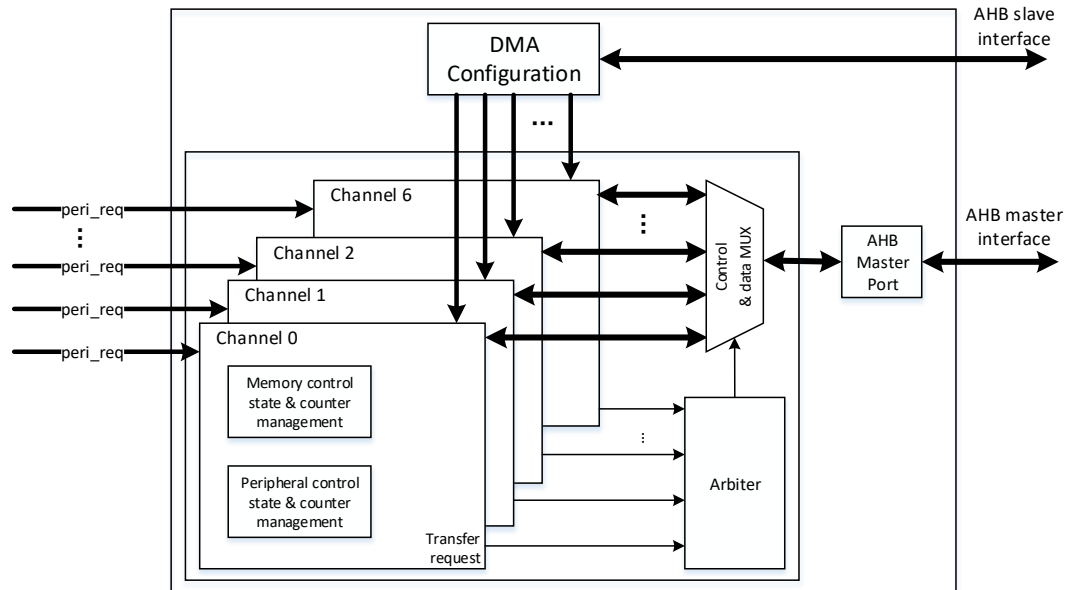 AHB slave
interface
DMA
Configuration
...
Channel 6
peri_req
...
...
Channel 2
peri_req
Channel 1
peri_req
Channel 0
peri_req
Control
& data MUX
AHB
Master
Port
AHB master
interface
Memory control
state & counter
management
...
Peripheral control
state & counter
management
Arbiter
Transfer
request